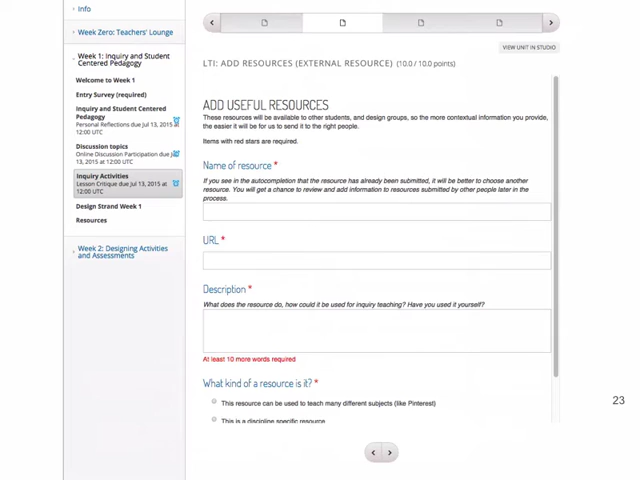 Info
Week Zero: Teachers' Lounge
Week 1: Inquiry and Student
Centered Pedagogy
Welcome to Week 1
Entry Survey (required)
Inquiry and Student Centered
Pedagogy
Personal Reflections due Jul 13, 2015 at
12:00 UTC
Discussion topics
Online Discussion Participation due Jul
13, 2015 at 12:00 UTC
Inquiry Activities
Lesson Critique due Jul 13, 2015 at
12:00 UTC
Design Strand Week 1
Resources
Week 2: Designing Activities
and Assessments
VIEW UNIT IN STUDIO
LTI: ADD RESOURCES (EXTERNAL RESOURCE) (10.0 / 10.0 points)
ADD USEFUL RESOURCES
These resources will be available to other students, and design groups, so the more contextual information you provide,
the easier it will be for us to send it to the right people.
Items with red stars are required.
Name of resource *
If you see in the autocompletion that the resource has already been submitted, it will be better to choose another
resource. You will get a chance to review and add information to resources submitted by other people later in the
process.
URL *
Description *
What does the resource do, how could it be used for inquiry teaching? Have you used it yourself?
At least 10 more words required
What kind of a resource is it? *
This resource can be used to teach many different subjects (like Pinterest)
This is a discipline specific resource
23